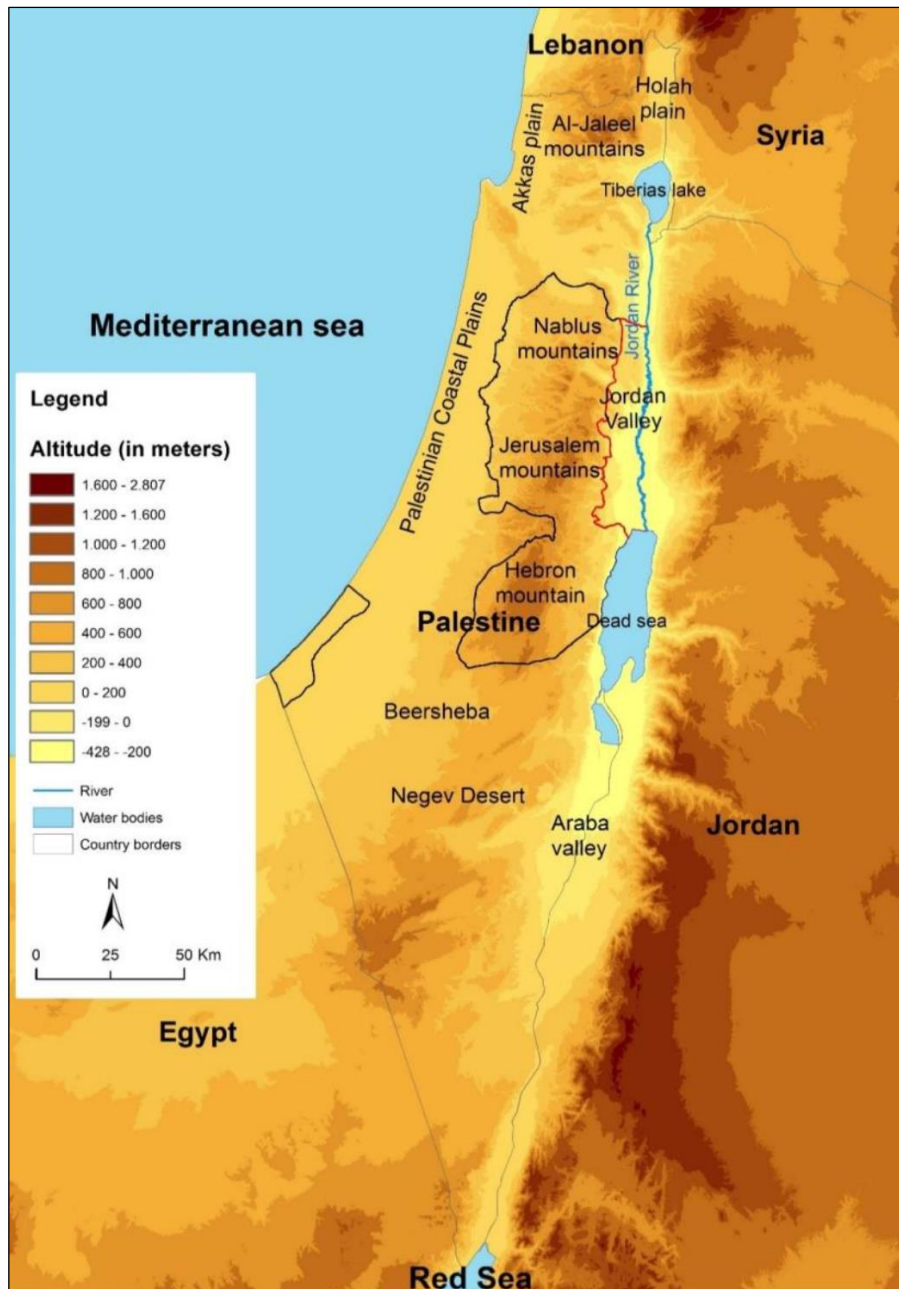 Lebanon
Holah
plain
Al-Jaleel
mountains
Akkas plain
Syria
Tiberias lake
Jordan River
Mediterranean sea
Nablus
mountains
Palestinian Coastal Plains
Jordan
Valley
Jerusalem
mountains
Hebron
mountain
Palestine
Dead sea
Beersheba
Negev Desert
Araba
valley
Jordan
Egypt
Red Sea
Legend
Altitude (in meters)
1.600 - 2.807
1.200 - 1.600
1.000 - 1.200
800 - 1.000
600 - 800
400 - 600
200 - 400
0 - 200
-199 - 0
-428 - -200
River
Water bodies
Country borders
N
0 25 50 Km